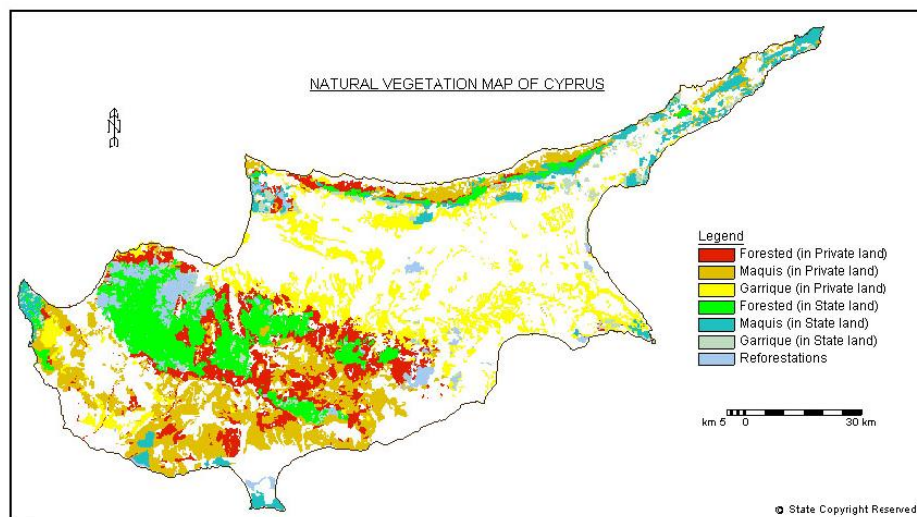 NATURAL VEGETATION MAP OF CYPRUS
N
Legend
Forested (in Private land)
Maquis (in Private land)
Garrique (in Private land)
Forested (in State land)
Maquis (in State land)
Garrique (in State land)
Reforestations
km 5 0 30 km
© State Copyright Reserved